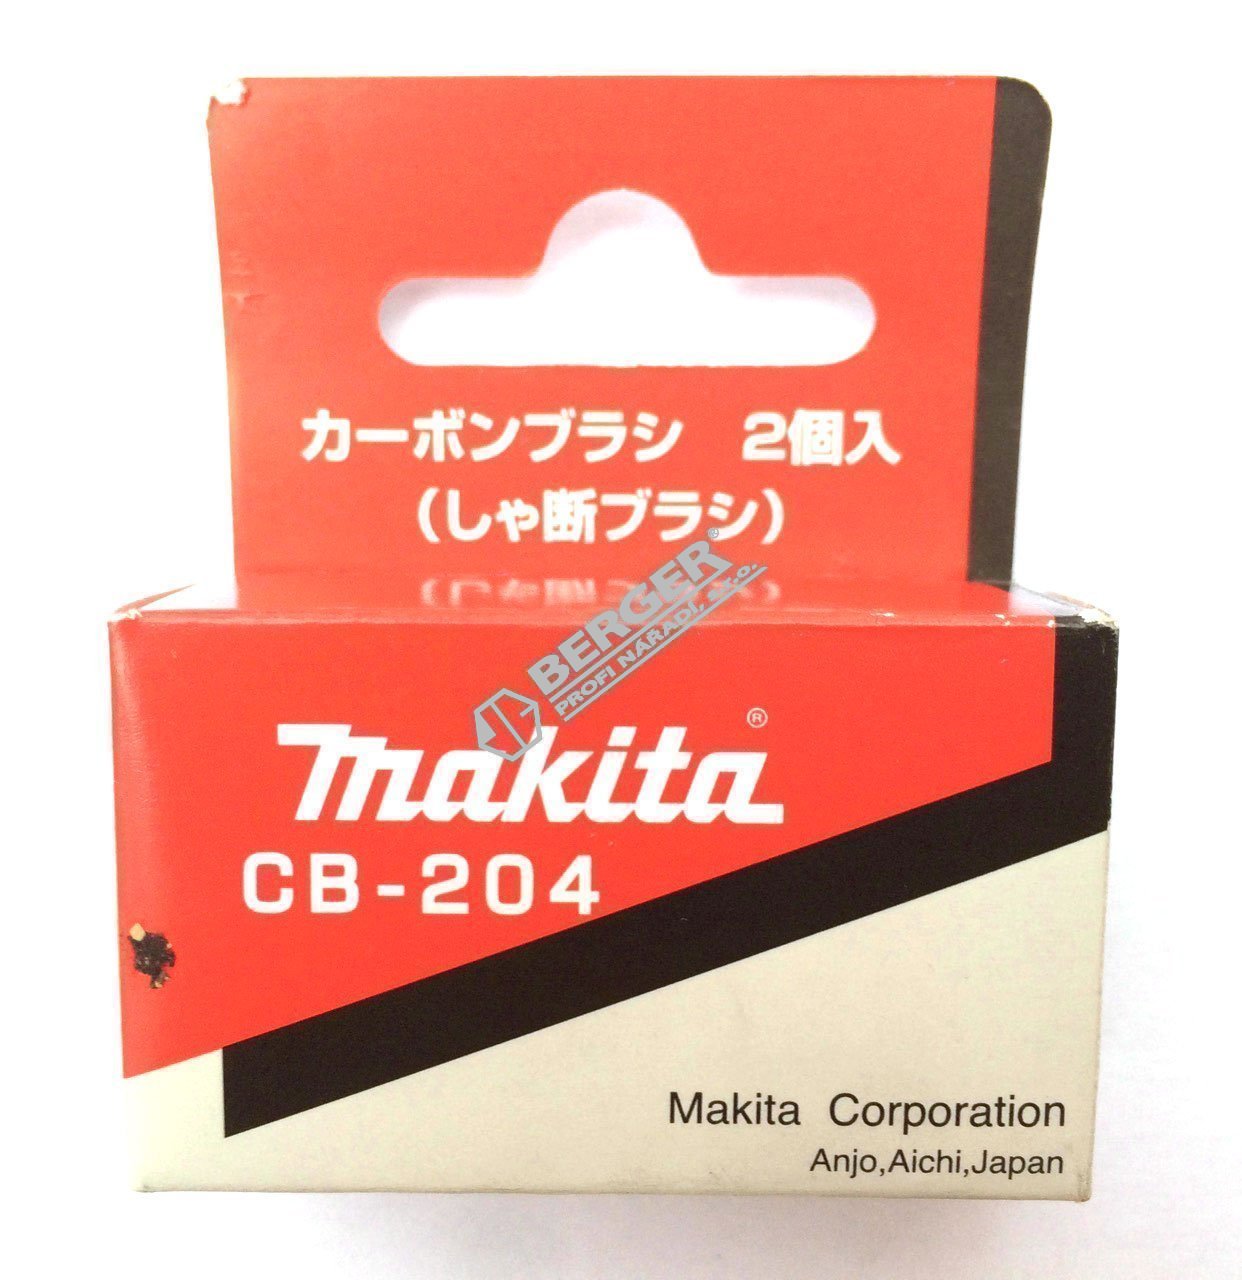 カーボンブラシ 2個入
(しゃ断ブラシ)
BERGER®
PROFI NÁŘADÍ, s.r.o.
makita®
CB-204
Makita Corporation
Anjo,Aichi,Japan